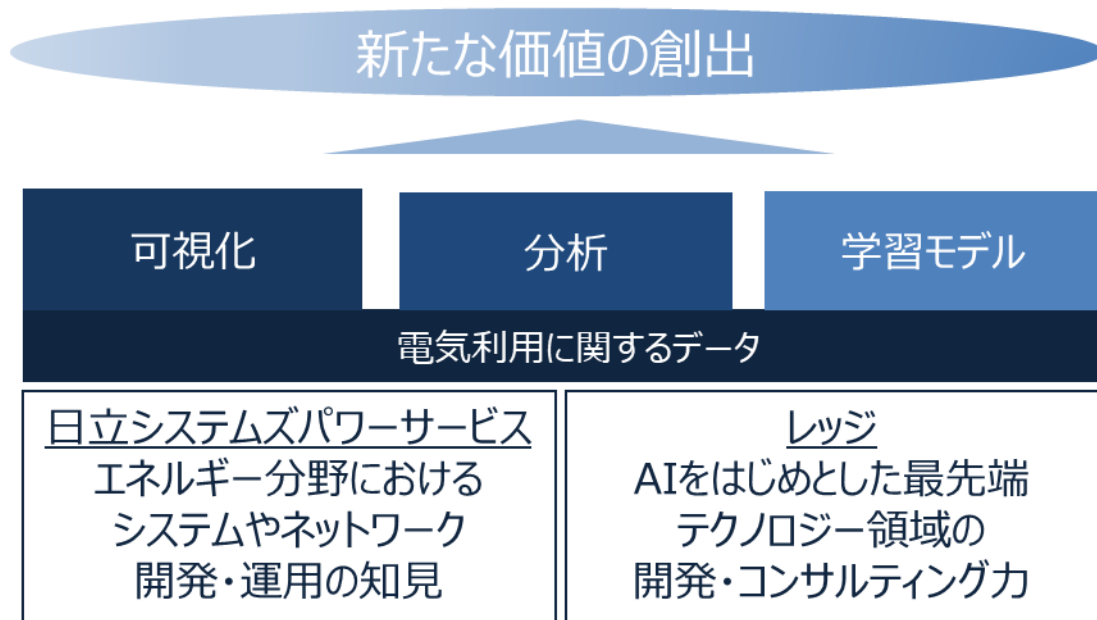 新たな価値の創出
可視化
分析
学習モデル
電気利用に関するデータ
日立システムズパワーサービス
エネルギー分野における
システムやネットワーク
開発・運用の知見
レッジ
AIをはじめとした最先端
テクノロジー領域の
開発・コンサルティング力